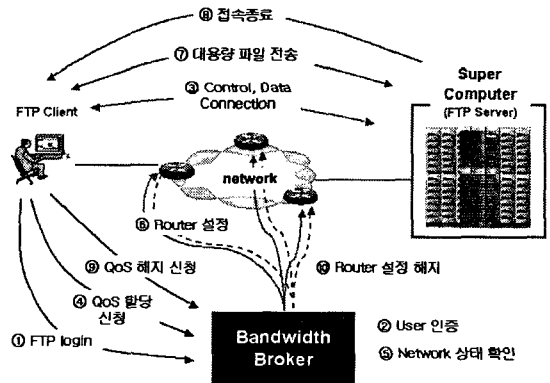 ⑧ 접속종료
⑦ 대용량 파일 전송
③ Control, Data
Connection
FTP Client
Super
Computer
(FTP Server)
network
⑥ Router 설정
⑨ QoS 해지 신청
⑩ Router 설정 해지
④ QoS 할당
신청
① FTP login
Bandwidth
Broker
② User 인증
⑤ Network 상태 확인